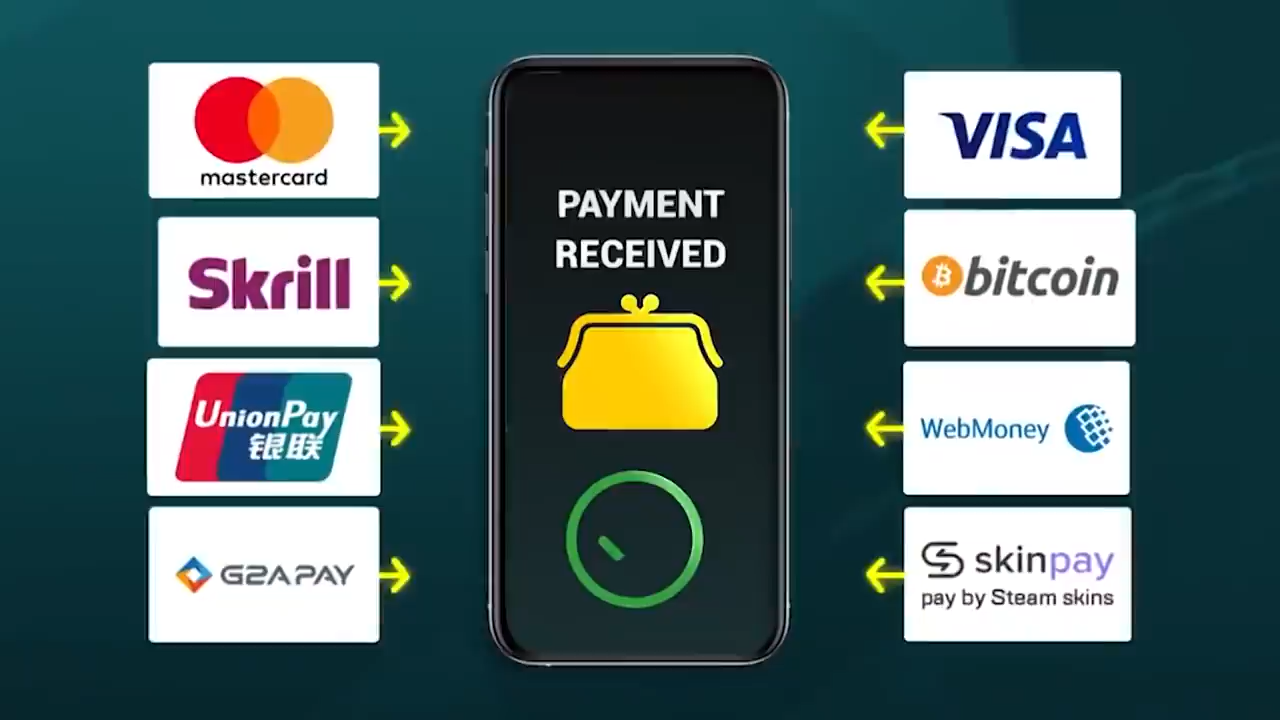 mastercard
Skrill
UnionPay
银联
G2A PAY
PAYMENT
RECEIVED
VISA
bitcoin
WebMoney
skinpay
pay by Steam skins